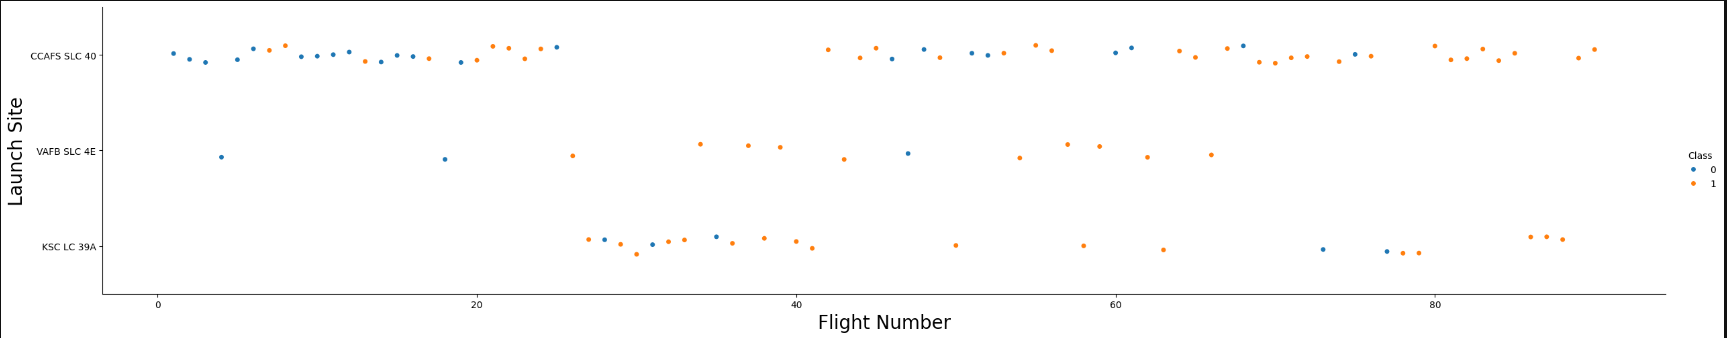 Launch Site
CCAFS SLC 40
VAFB SLC 4E
KSC LC 39A
0 20 40 60 80
Flight Number
Class
0
1